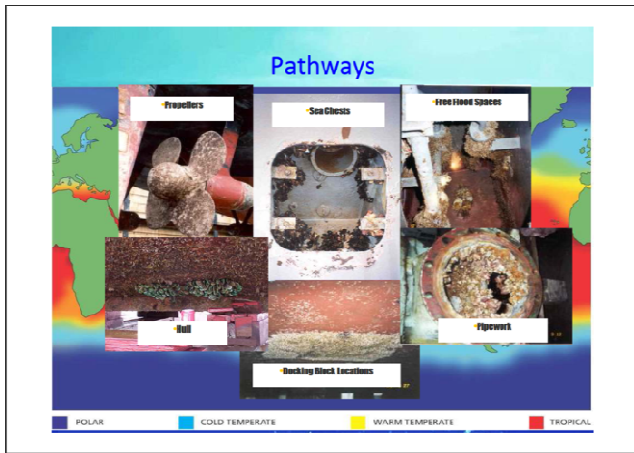 Pathways
Propellers
Sea Chests
Free Flood Spaces
Hull
Pipework
Docking Block Locations
POLAR
COLD TEMPERATE
WARM TEMPERATE
TROPICAL